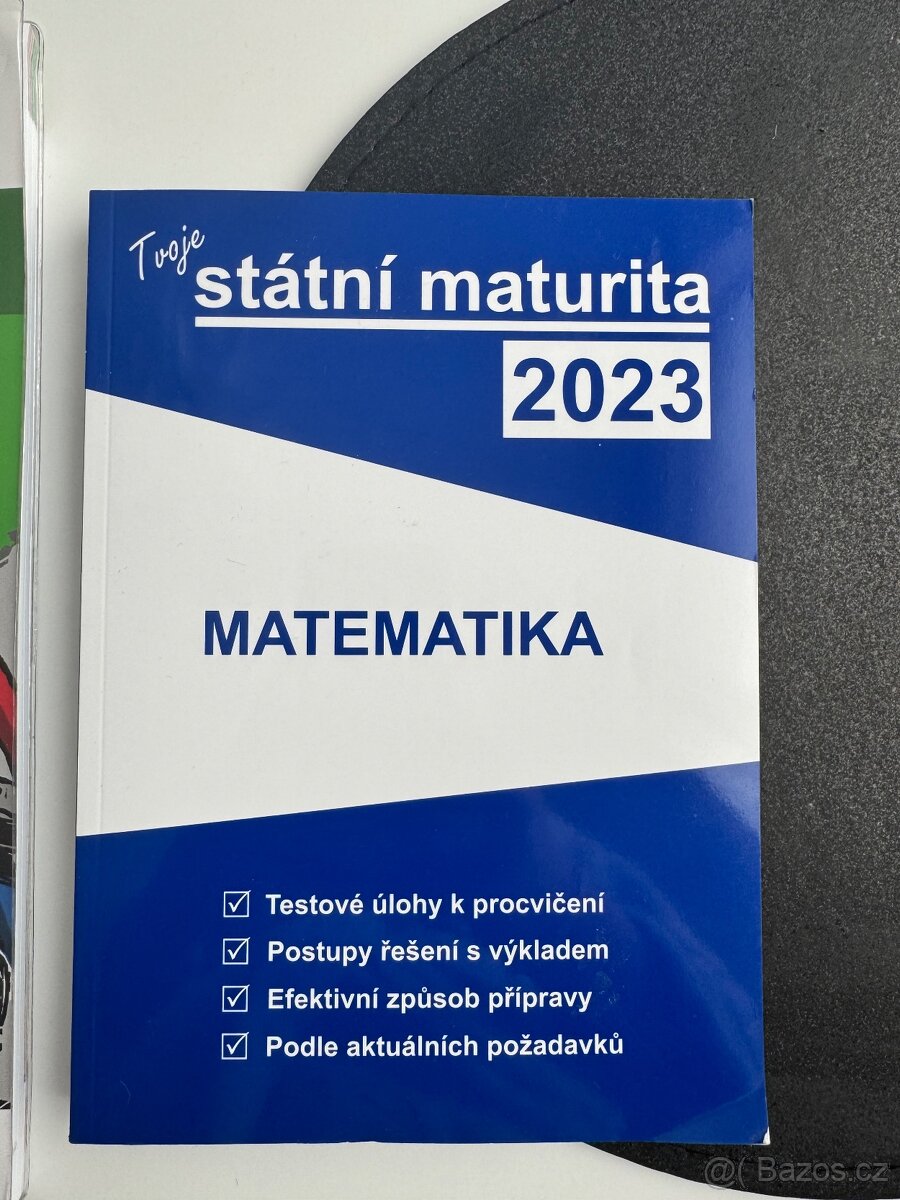 Tvoje
státní maturita
2023
MATEMATIKA
Testové úlohy k procvičení
Postupy řešení s výkladem
Efektivní způsob přípravy
Podle aktuálních požadavků
@( Bazos.cz